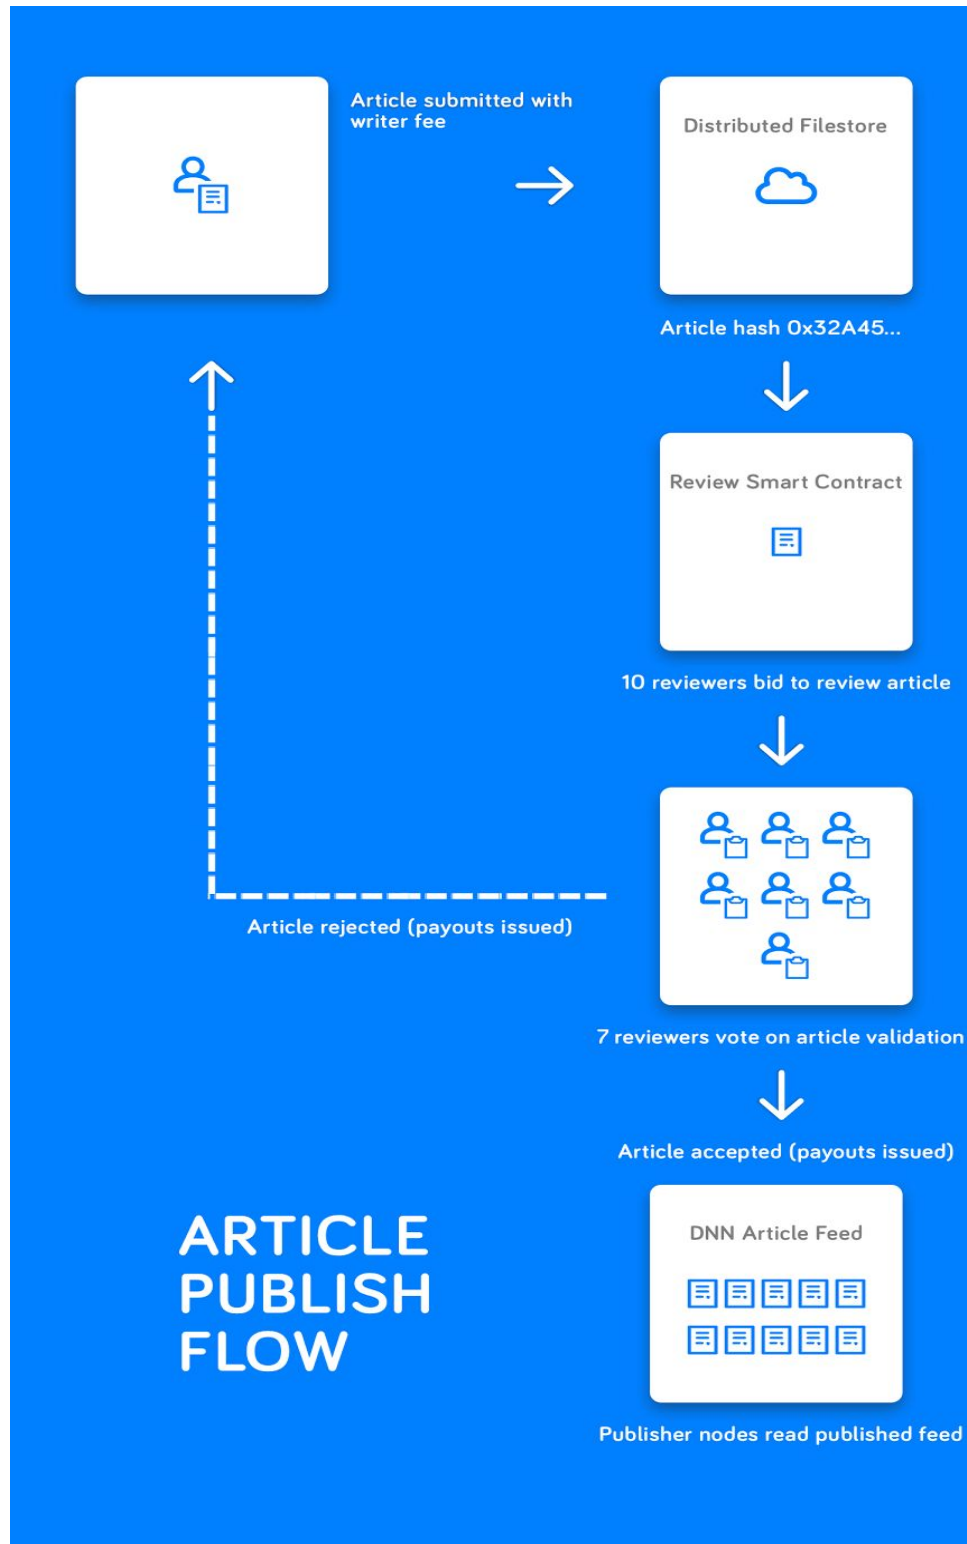 Article submitted with
writer fee
Distributed Filestore
Article hash 0x32A45...
Review Smart Contract
10 reviewers bid to review article
Article rejected (payouts issued)
7 reviewers vote on article validation
Article accepted (payouts issued)
ARTICLE
PUBLISH
FLOW
DNN Article Feed
Publisher nodes read published feed